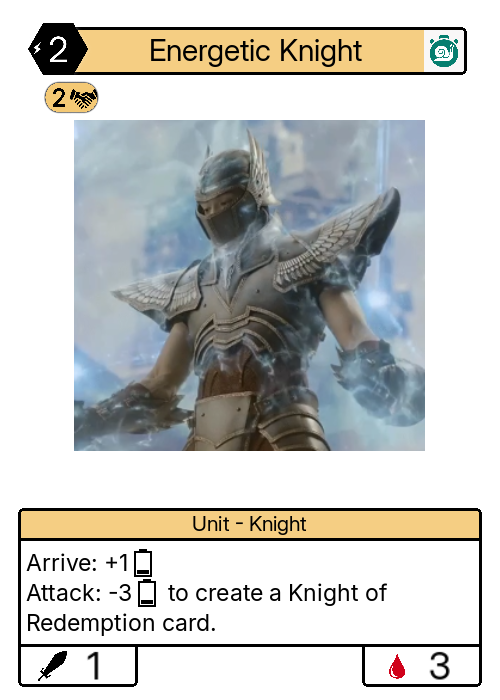 2 Energetic Knight
2
Unit - Knight
Arrive: +1
Attack: -3 to create a Knight of
Redemption card.
1 3